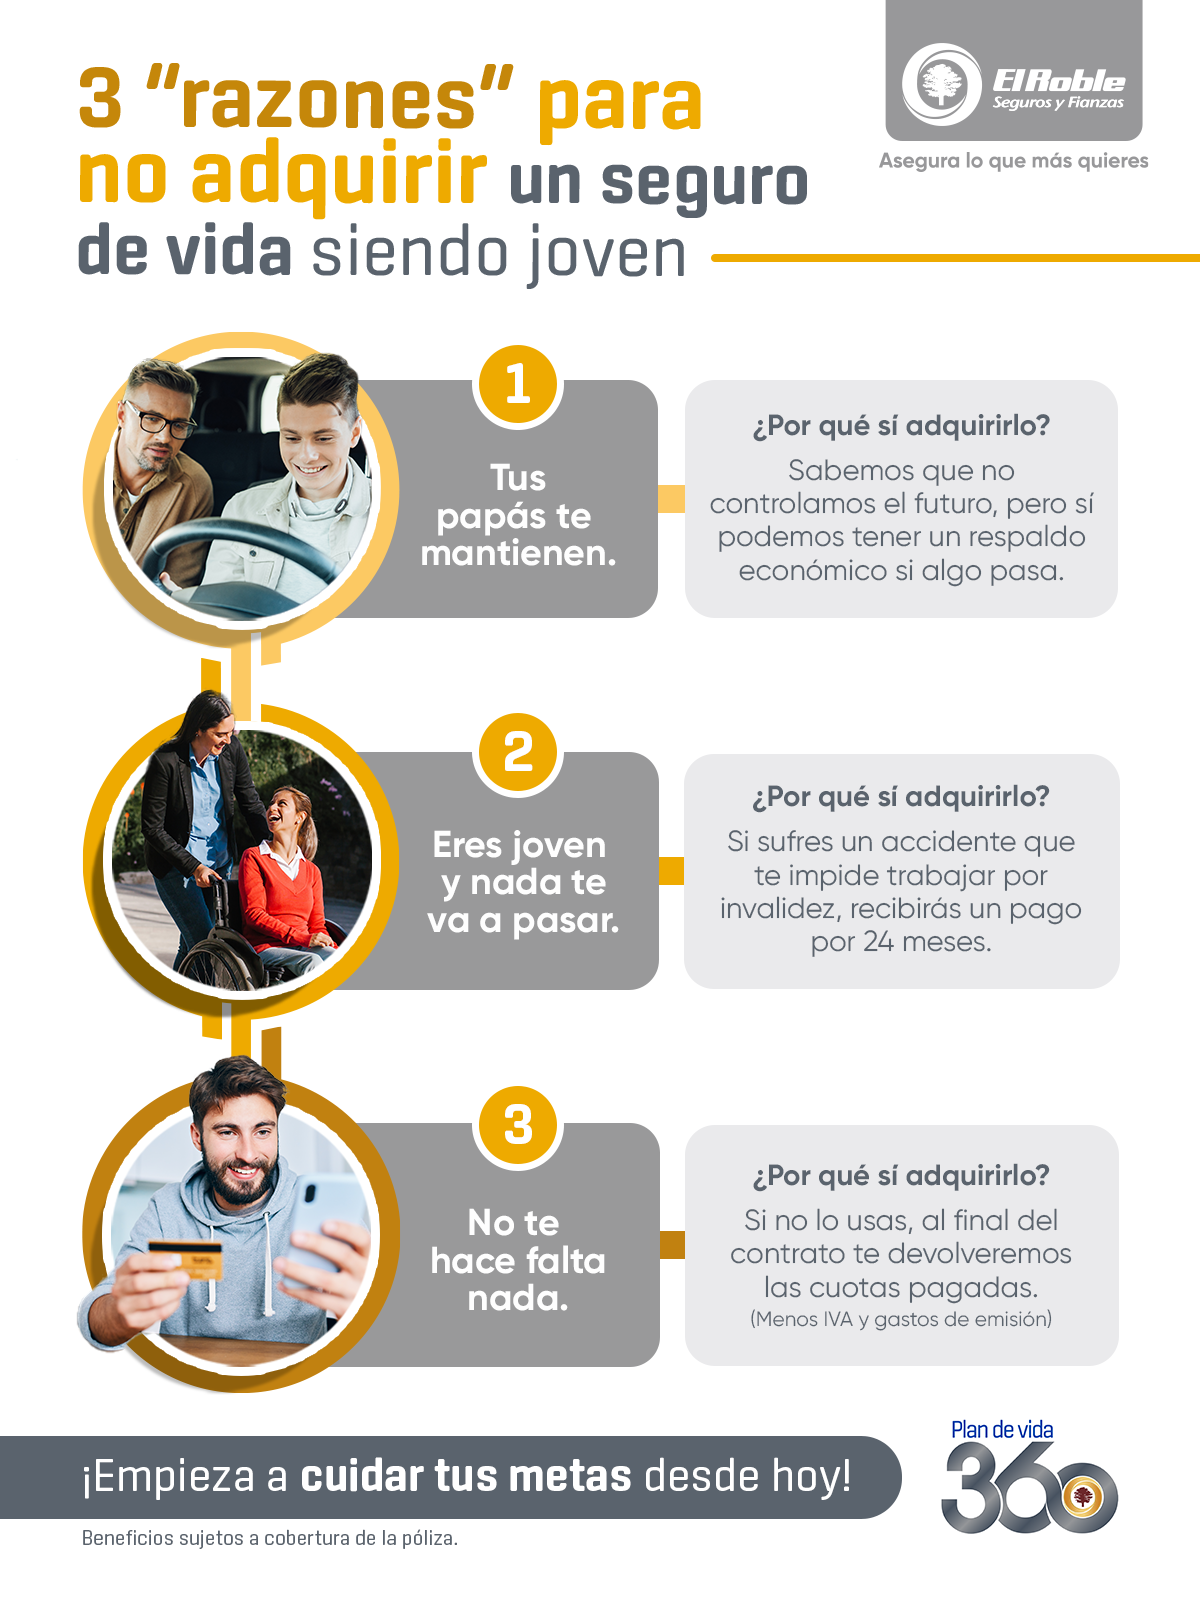 3 "razones" para
no adquirir un seguro
de vida siendo joven
El Roble
Seguros y Fianzas
Asegura lo que más quieres
1
Tus
papás te
mantienen.
¿Por qué sí adquirirlo?
Sabemos que no
controlamos el futuro, pero sí
podemos tener un respaldo
económico si algo pasa.
2
Eres joven
y nada te
va a pasar.
¿Por qué sí adquirirlo?
Si sufres un accidente que
te impide trabajar por
invalidez, recibirás un pago
por 24 meses.
3
No te
hace falta
nada.
¿Por qué sí adquirirlo?
Si no lo usas, al final del
contrato te devolveremos
las cuotas pagadas.
(Menos IVA y gastos de emisión)
¡Empieza a cuidar tus metas desde hoy!
Plan de vida
360
Beneficios sujetos a cobertura de la póliza.